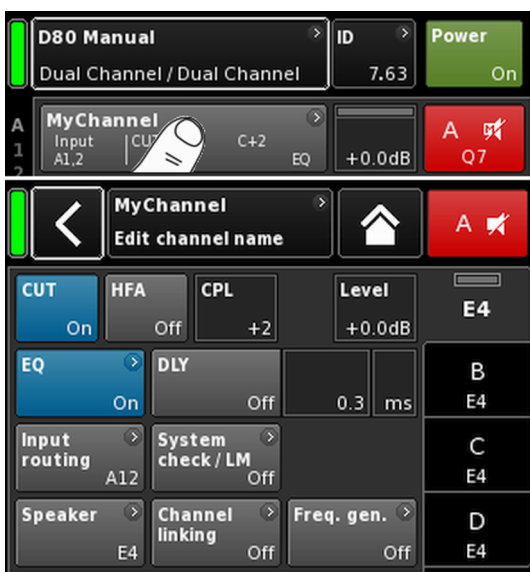 D80 Manual
Dual Channel / Dual Channel
ID
7.63
Power
On
A
1
2
MyChannel
Input
A1,2
C+2
EQ
+0.0dB
A
Q7
MyChannel
Edit channel name
A
CUT
On
HFA
Off
CPL
+2
Level
+0.0dB
E4
EQ
On
DLY
Off
0.3
ms
B
E4
Input
routing
A12
System
check / LM
Off
C
E4
Speaker
E4
Channel
linking
Off
Freq. gen.
Off
D
E4